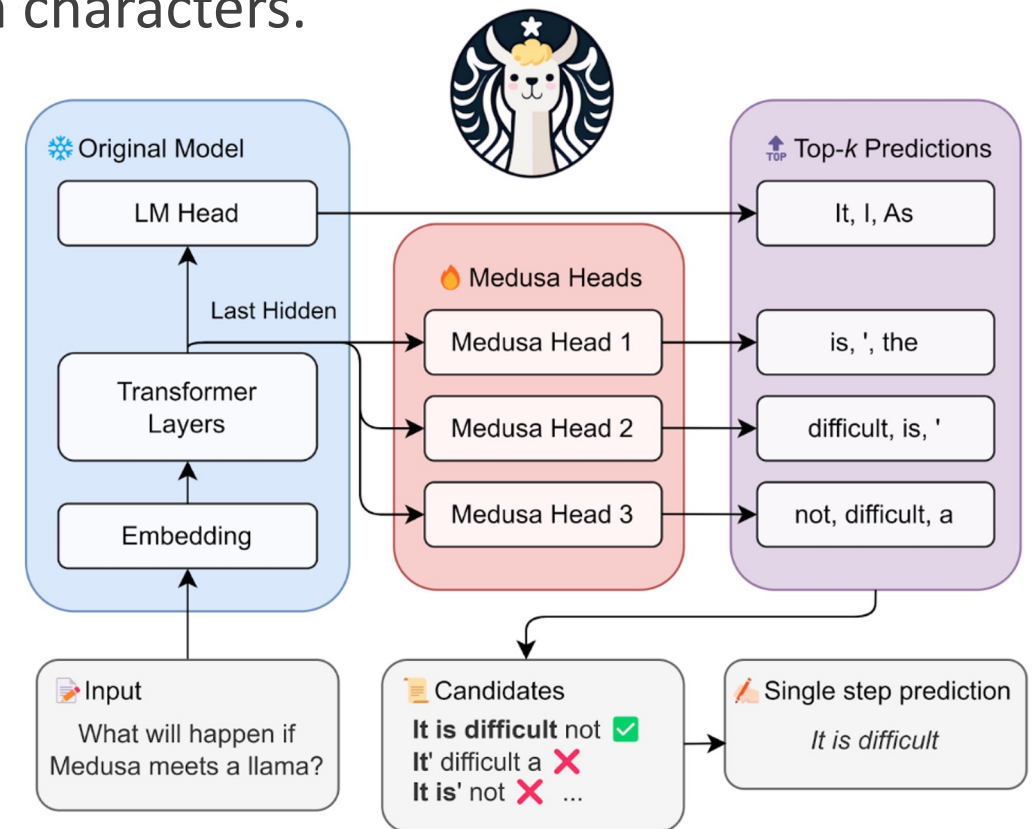 characters.
Original Model
LM Head
Last Hidden
Transformer
Layers
Embedding
Medusa Heads
Medusa Head 1
Medusa Head 2
Medusa Head 3
TOP Top-k Predictions
It, I, As
is, ', the
difficult, is, '
not, difficult, a
Input
What will happen if
Medusa meets a llama?
Candidates
It is difficult not
It' difficult a
It is' not ...
Single step prediction
It is difficult